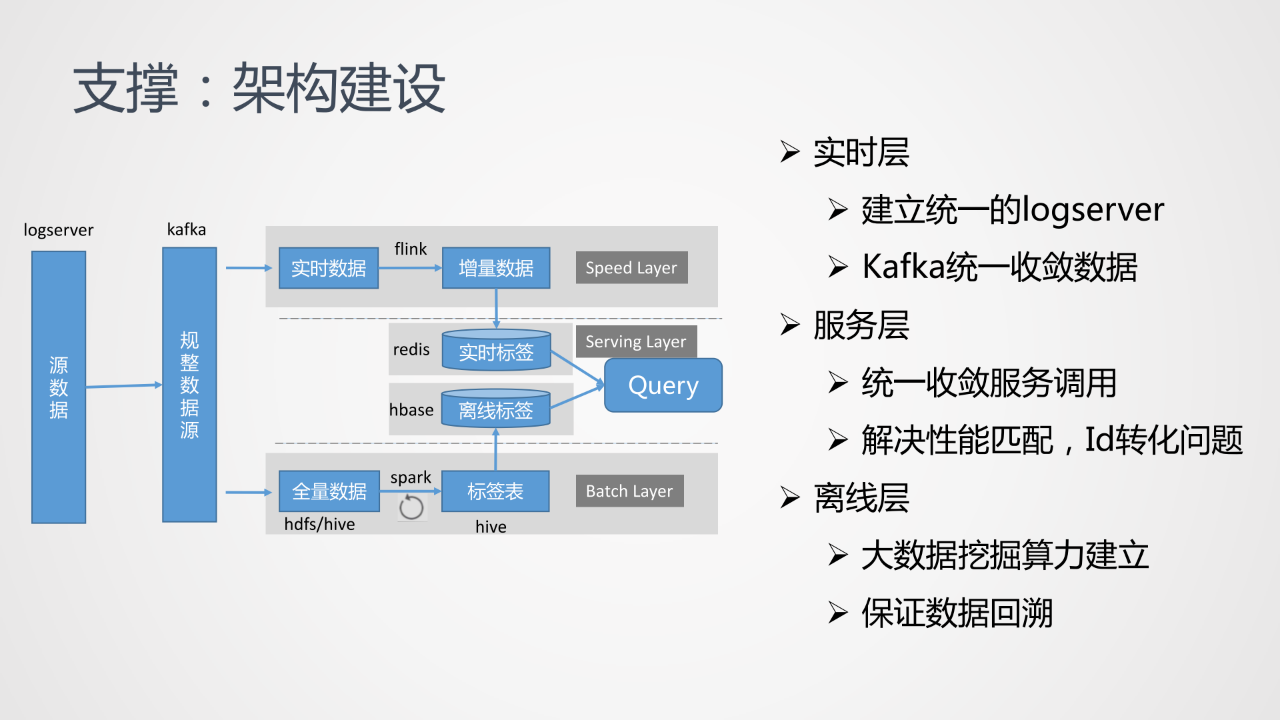 支撑：架构建设
logserver
源数据
kafka
规整数据源
实时数据
flink
增量数据
Speed Layer
redis
实时标签
Serving Layer
Query
hbase
离线标签
全量数据
spark
标签表
Batch Layer
hdfs/hive
hive
实时层
建立统一的logserver
Kafka统一收敛数据
服务层
统一收敛服务调用
解决性能匹配，Id转化问题
离线层
大数据挖掘算力建立
保证数据回溯